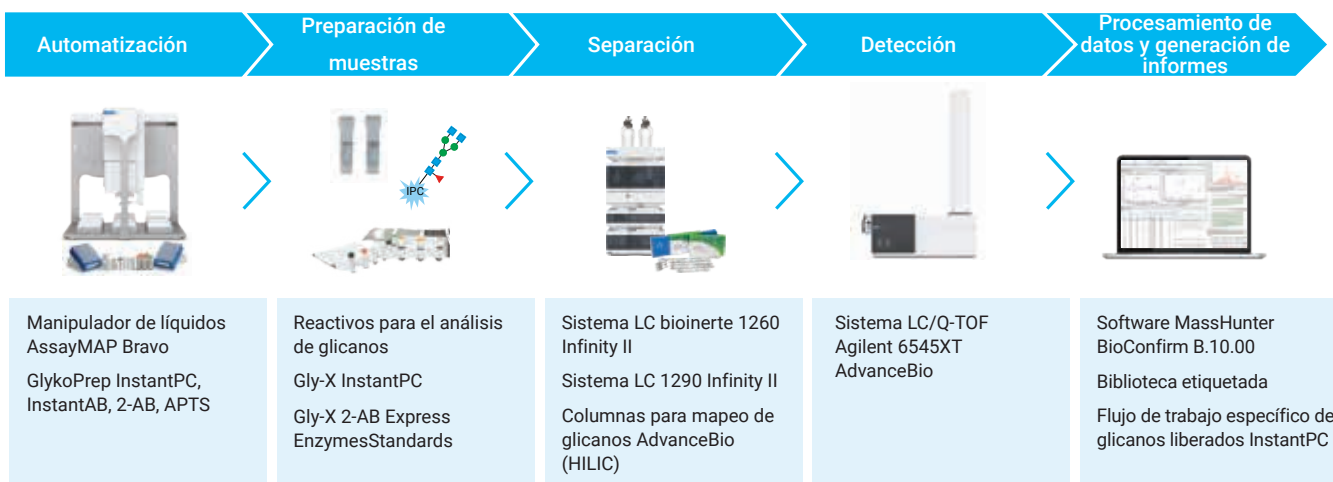 Automatización
Preparación de
muestras
Separación
Detección
Procesamiento de
datos y generación de
informes
IPC
Manipulador de líquidos
AssayMAP Bravo
GlykoPrep InstantPC,
InstantAB, 2-AB, APTS
Reactivos para el análisis
de glicanos
Gly-X InstantPC
Gly-X 2-AB Express
EnzymesStandards
Sistema LC bioinerte 1260
Infinity II
Sistema LC 1290 Infinity II
Columnas para mapeo de
glicanos AdvanceBio
(HILIC)
Sistema LC/Q-TOF
Agilent 6545XT
AdvanceBio
Software MassHunter
BioConfirm B.10.00
Biblioteca etiquetada
Flujo de trabajo específico de
glicanos liberados InstantPC